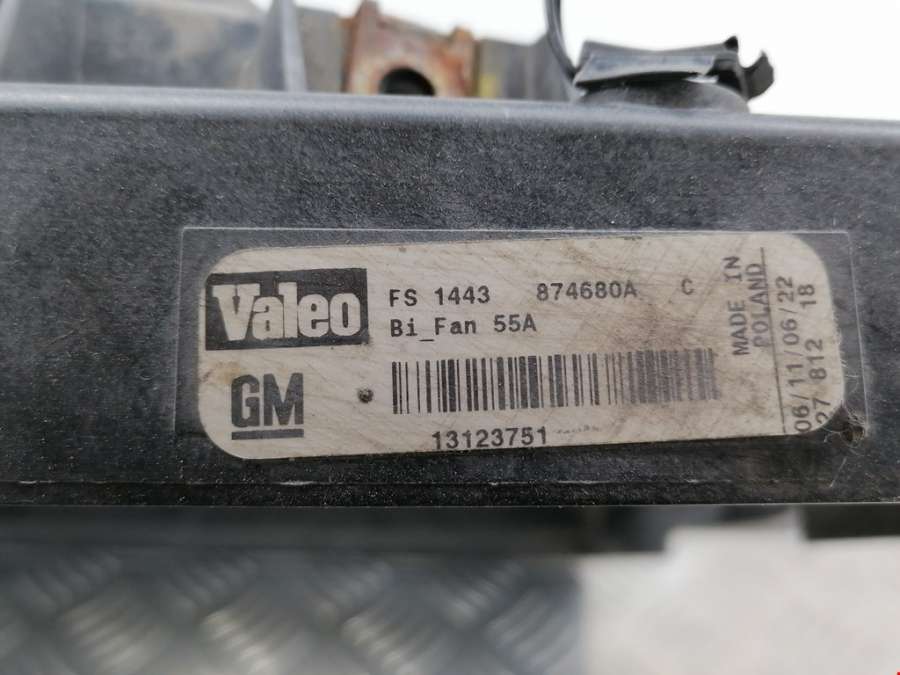 Valeo
FS 1443 874680A C
Bi_Fan 55A
GM
13123751
MADE IN
POLAND
06/11/06/22
27 812 18